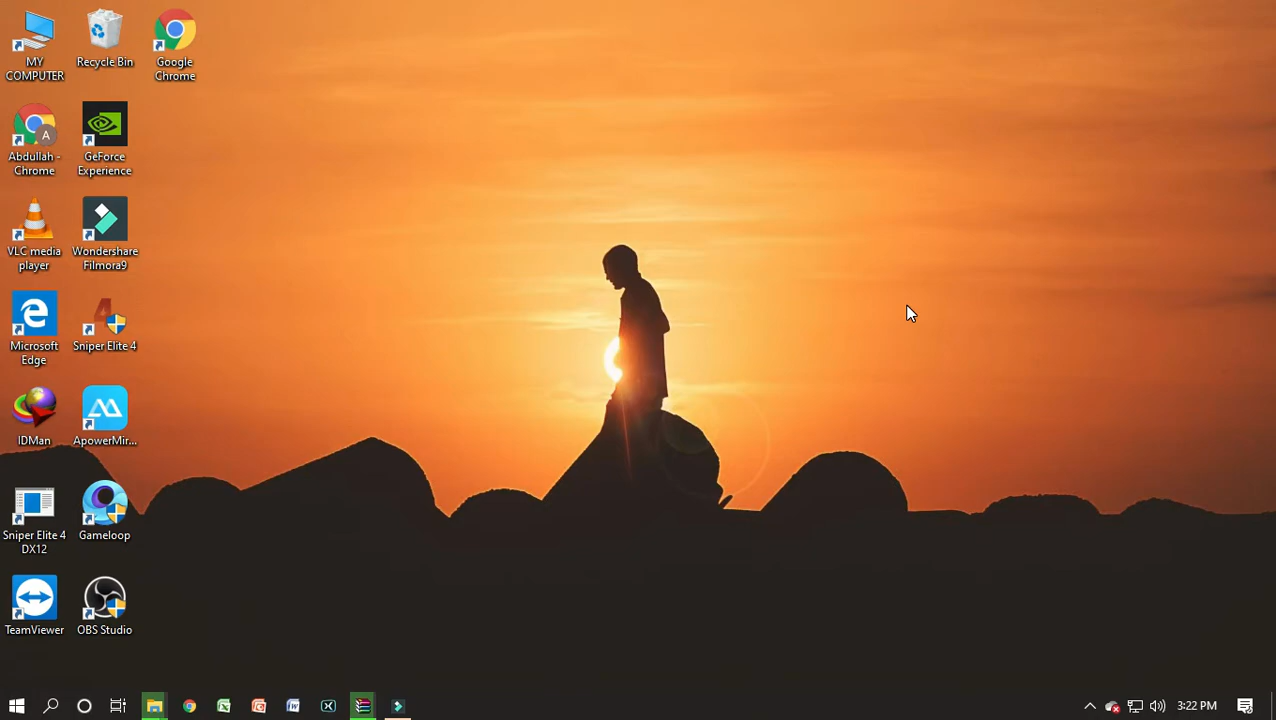 MY
COMPUTER
Recycle Bin
Google
Chrome
A
Abdullah -
Chrome
GeForce
Experience
VLC media
player
Wondershare
Filmora9
Microsoft
Edge
4
Sniper Elite 4
IDMan
ApowerMir...
Sniper Elite 4
DX12
Gameloop
TeamViewer
OBS Studio
3:22 PM